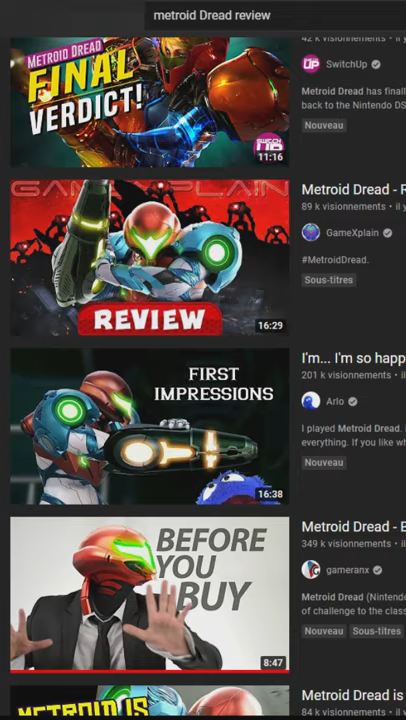 metroid Dread review
METROID DREAD
FINAL
VERDICT!
SWITCH
UP
11:16
42 k visionnements
UP
SwitchUp
Metroid Dread has finall
back to the Nintendo DS
Nouveau
GAMEXPLAIN
REVIEW
16:29
Metroid Dread - R
89 k visionnements • il y
GameXplain
#MetroidDread.
Sous-titres
FIRST
IMPRESSIONS
16:38
I'm... I'm so happ
201 k visionnements • il
Arlo
I played Metroid Dread.
everything. If you like wh
Nouveau
BEFORE
YOU
BUY
8:47
Metroid Dread - B
349 k visionnements • il
gameranx
Metroid Dread (Nintend
of challenge to the class
Nouveau Sous-titres
METROID IS
Metroid Dread is
84 k visionnements • il y